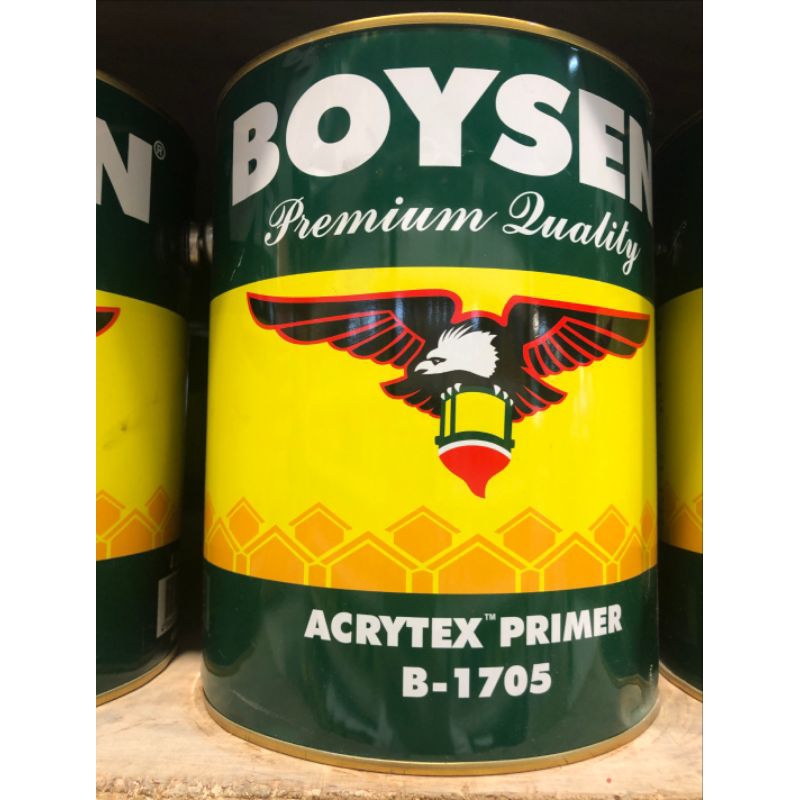 BOYSEN
Premium Quality
ACRYTEX™ PRIMER
B-1705
N®